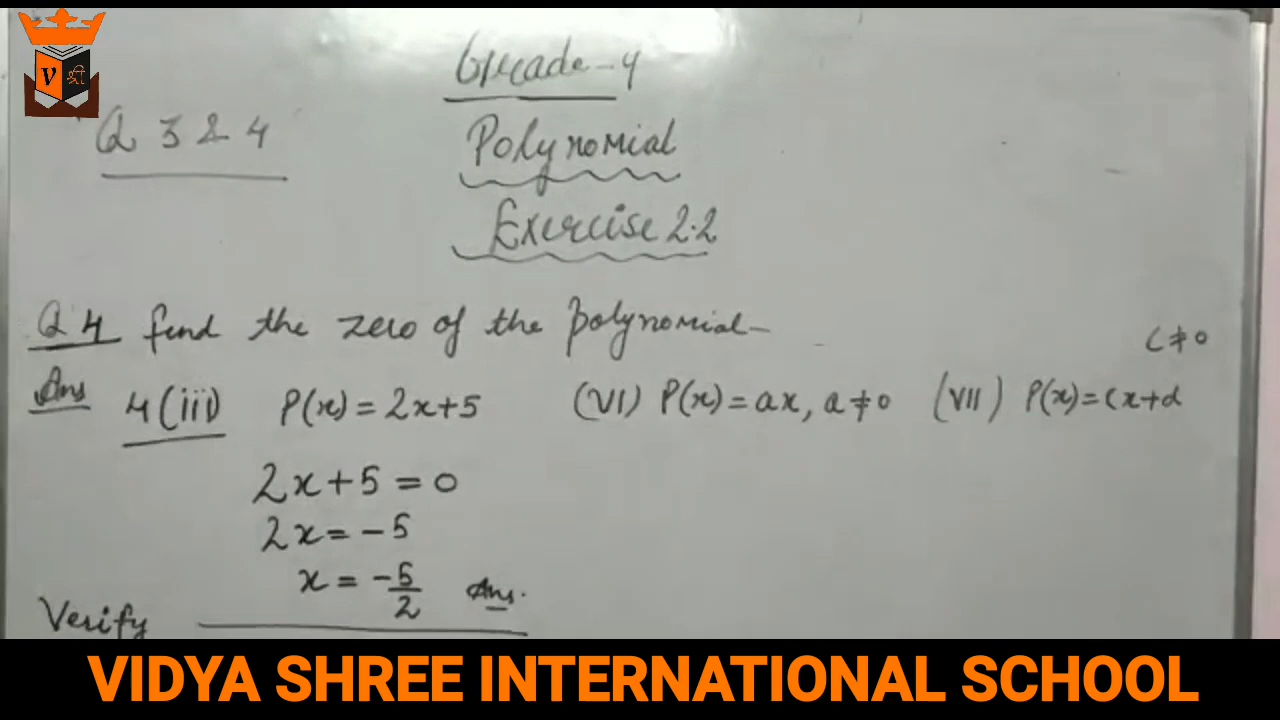 V श्री
Grade-9
Q 3 & 4
Polynomial
Exercise 2.2
Q 4 find the zero of the polynomial-
C ≠ 0
Ans 4(iii) P(x) = 2x+5 (VI) P(x) = ax, a ≠ 0 (VII) P(x) = Cx+d
2x+5 = 0
2x = -5
x = -5/2 Ans.
Verify
VIDYA SHREE INTERNATIONAL SCHOOL